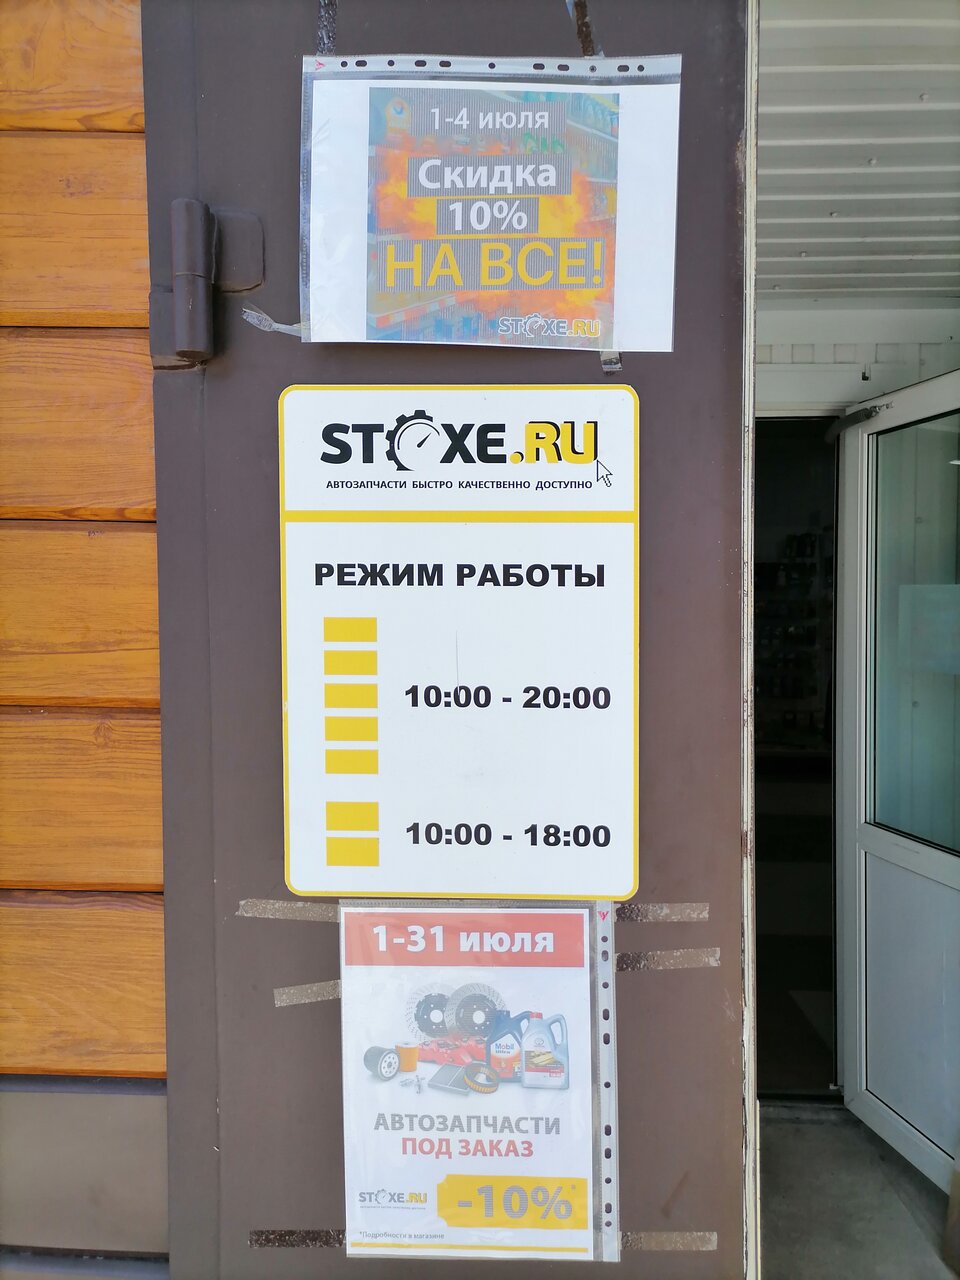 1-4 июля
Скидка
10%
НА ВСЕ!
STOXE.RU
STOXE.RU
АВТОЗАПЧАСТИ БЫСТРО КАЧЕСТВЕННО ДОСТУПНО
РЕЖИМ РАБОТЫ
10:00 - 20:00
10:00 - 18:00
1-31 июля
Mobil
АВТОЗАПЧАСТИ
ПОД ЗАКАЗ
STOXE.RU
-10%*
*Подробности в магазине